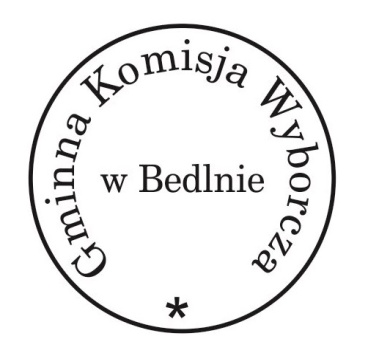 Gminna Komisja Wyborcza
w Bedlnie
*